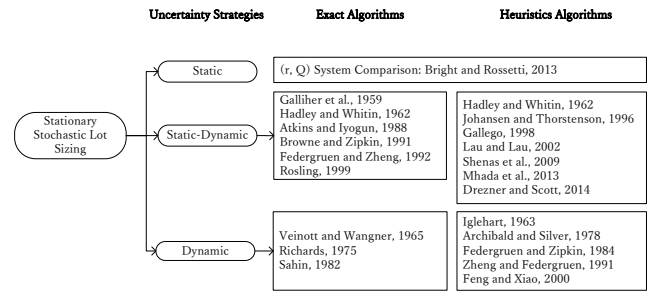 Uncertainty Strategies
Exact Algorithms
Heuristics Algorithms
Static
(r, Q) System Comparison: Bright and Rossetti, 2013
Stationary
Stochastic Lot
Sizing
Static-Dynamic
Galliher et al., 1959
Hadley and Whitin, 1962
Atkins and Iyogun, 1988
Browne and Zipkin, 1991
Federgruen and Zheng, 1992
Rosling, 1999
Hadley and Whitin, 1962
Johansen and Thorstenson, 1996
Gallego, 1998
Lau and Lau, 2002
Shenas et al., 2009
Mhada et al., 2013
Drezner and Scott, 2014
Dynamic
Veinott and Wangner, 1965
Richards, 1975
Sahin, 1982
Iglehart, 1963
Archibald and Silver, 1978
Federgruen and Zipkin, 1984
Zheng and Federgruen, 1991
Feng and Xiao, 2000